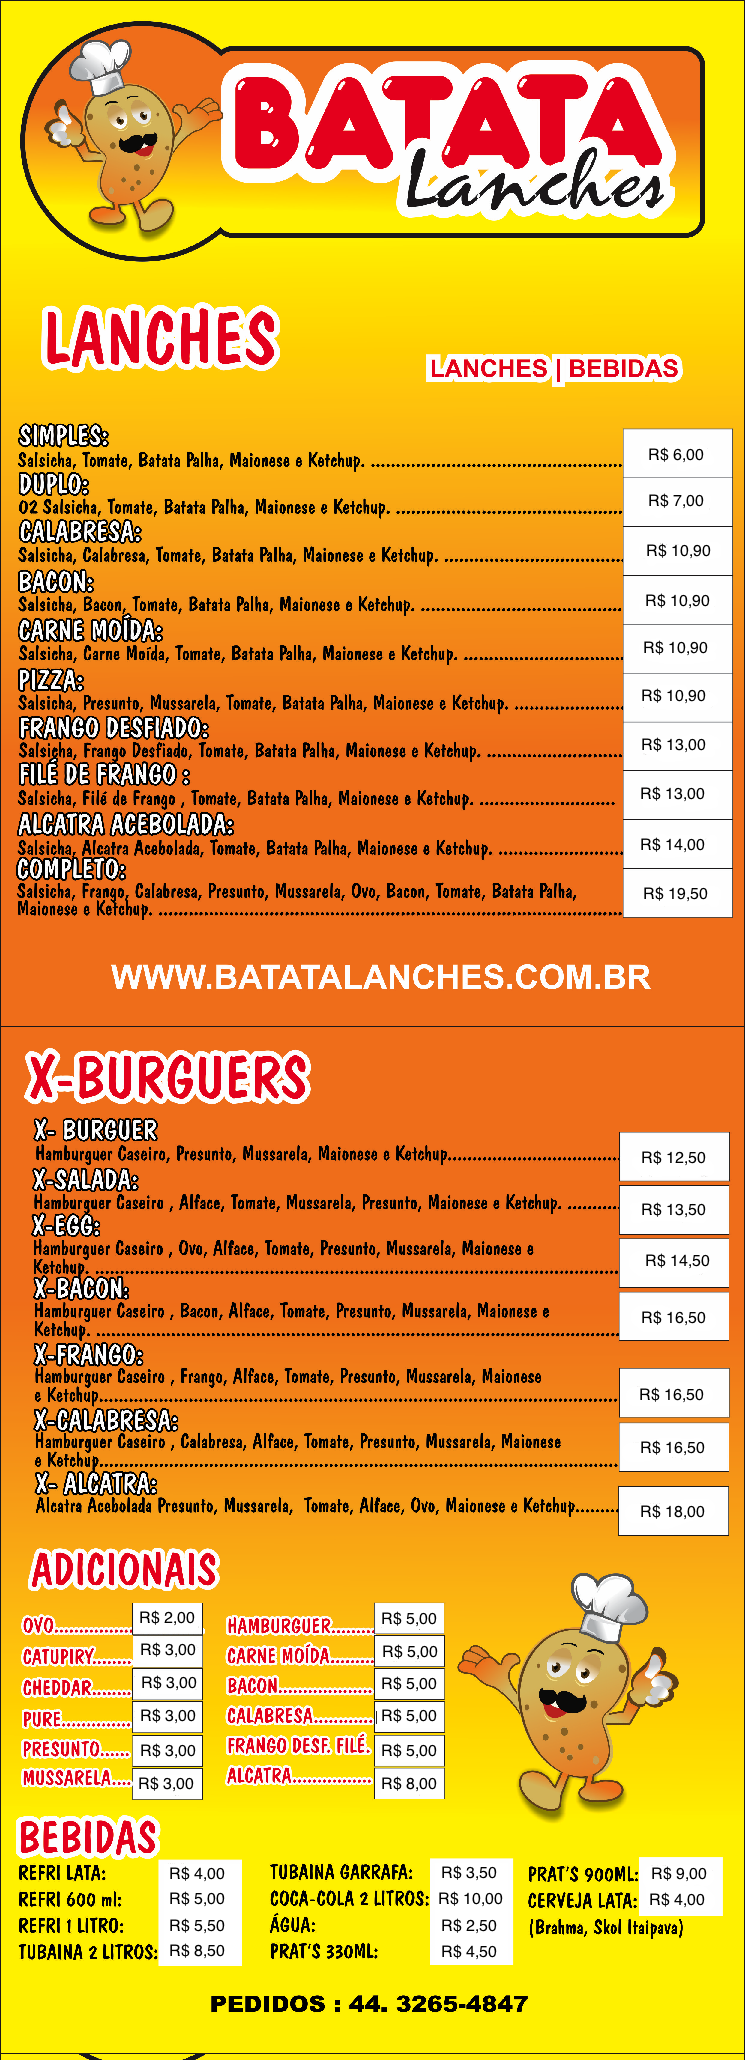 BATATA
Lanches
LANCHES
LANCHES | BEBIDAS
SIMPLES:
Salsicha, Tomate, Batata Palha, Maionese e Ketchup. .................................................. R$ 6,00
DUPLO:
02 Salsicha, Tomate, Batata Palha, Maionese e Ketchup. ............................................. R$ 7,00
CALABRESA:
Salsicha, Calabresa, Tomate, Batata Palha, Maionese e Ketchup. .................................... R$ 10,90
BACON:
Salsicha, Bacon, Tomate, Batata Palha, Maionese e Ketchup. ........................................ R$ 10,90
CARNE MOÍDA:
Salsicha, Carne Moída, Tomate, Batata Palha, Maionese e Ketchup. ................................ R$ 10,90
PIZZA:
Salsicha, Presunto, Mussarela, Tomate, Batata Palha, Maionese e Ketchup. ...................... R$ 10,90
FRANGO DESFIADO:
Salsicha, Frango Desfiado, Tomate, Batata Palha, Maionese e Ketchup. ........................... R$ 13,00
FILÉ DE FRANGO :
Salsicha, Filé de Frango , Tomate, Batata Palha, Maionese e Ketchup. ........................... R$ 13,00
ALCATRA ACEBOLADA:
Salsicha, Alcatra Acebolada, Tomate, Batata Palha, Maionese e Ketchup. ......................... R$ 14,00
COMPLETO:
Salsicha, Frango, Calabresa, Presunto, Mussarela, Ovo, Bacon, Tomate, Batata Palha,
Maionese e Ketchup. ............................................................................................ R$ 19,50
WWW.BATATALANCHES.COM.BR
X-BURGUERS
X- BURGUER
Hamburguer Caseiro, Presunto, Mussarela, Maionese e Ketchup................................... R$ 12,50
X-SALADA:
Hamburguer Caseiro , Alface, Tomate, Mussarela, Presunto, Maionese e Ketchup. ........... R$ 13,50
X-EGG:
Hamburguer Caseiro , Ovo, Alface, Tomate, Presunto, Mussarela, Maionese e
Ketchup. ......................................................................................................... R$ 14,50
X-BACON:
Hamburguer Caseiro , Bacon, Alface, Tomate, Presunto, Mussarela, Maionese e
Ketchup. ......................................................................................................... R$ 16,50
X-FRANGO:
Hamburguer Caseiro , Frango, Alface, Tomate, Presunto, Mussarela, Maionese
e Ketchup........................................................................................................ R$ 16,50
X-CALABRESA:
Hamburguer Caseiro , Calabresa, Alface, Tomate, Presunto, Mussarela, Maionese
e Ketchup........................................................................................................ R$ 16,50
X- ALCATRA:
Alcatra Acebolada Presunto, Mussarela, Tomate, Alface, Ovo, Maionese e Ketchup......... R$ 18,00
ADICIONAIS
OVO................ R$ 2,00
CATUPIRY........ R$ 3,00
CHEDDAR........ R$ 3,00
PURE.............. R$ 3,00
PRESUNTO...... R$ 3,00
MUSSARELA.... R$ 3,00
HAMBURGUER......... R$ 5,00
CARNE MOÍDA......... R$ 5,00
BACON................... R$ 5,00
CALABRESA............ R$ 5,00
FRANGO DESF. FILÉ. R$ 5,00
ALCATRA................ R$ 8,00
BEBIDAS
REFRI LATA: R$ 4,00
REFRI 600 ml: R$ 5,00
REFRI 1 LITRO: R$ 5,50
TUBAINA 2 LITROS: R$ 8,50
TUBAINA GARRAFA: R$ 3,50
COCA-COLA 2 LITROS: R$ 10,00
ÁGUA: R$ 2,50
PRAT'S 330ML: R$ 4,50
PRAT'S 900ML: R$ 9,00
CERVEJA LATA: R$ 4,00
(Brahma, Skol Itaipava)
PEDIDOS : 44. 3265-4847